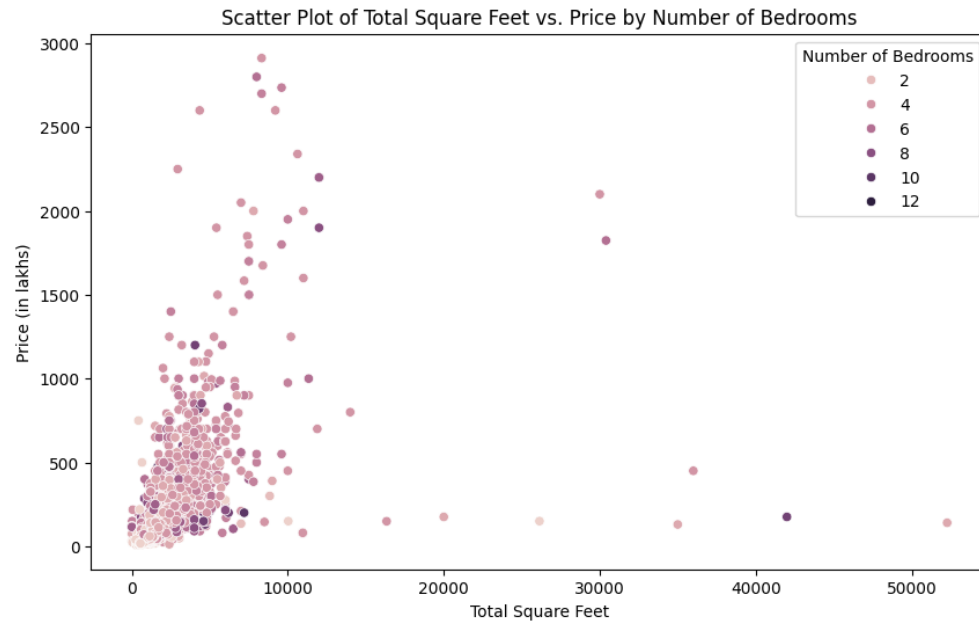 Scatter Plot of Total Square Feet vs. Price by Number of Bedrooms
Price (in lakhs)
3000
2500
2000
1500
1000
500
0
Number of Bedrooms
2
4
6
8
10
12
0 10000 20000 30000 40000 50000
Total Square Feet